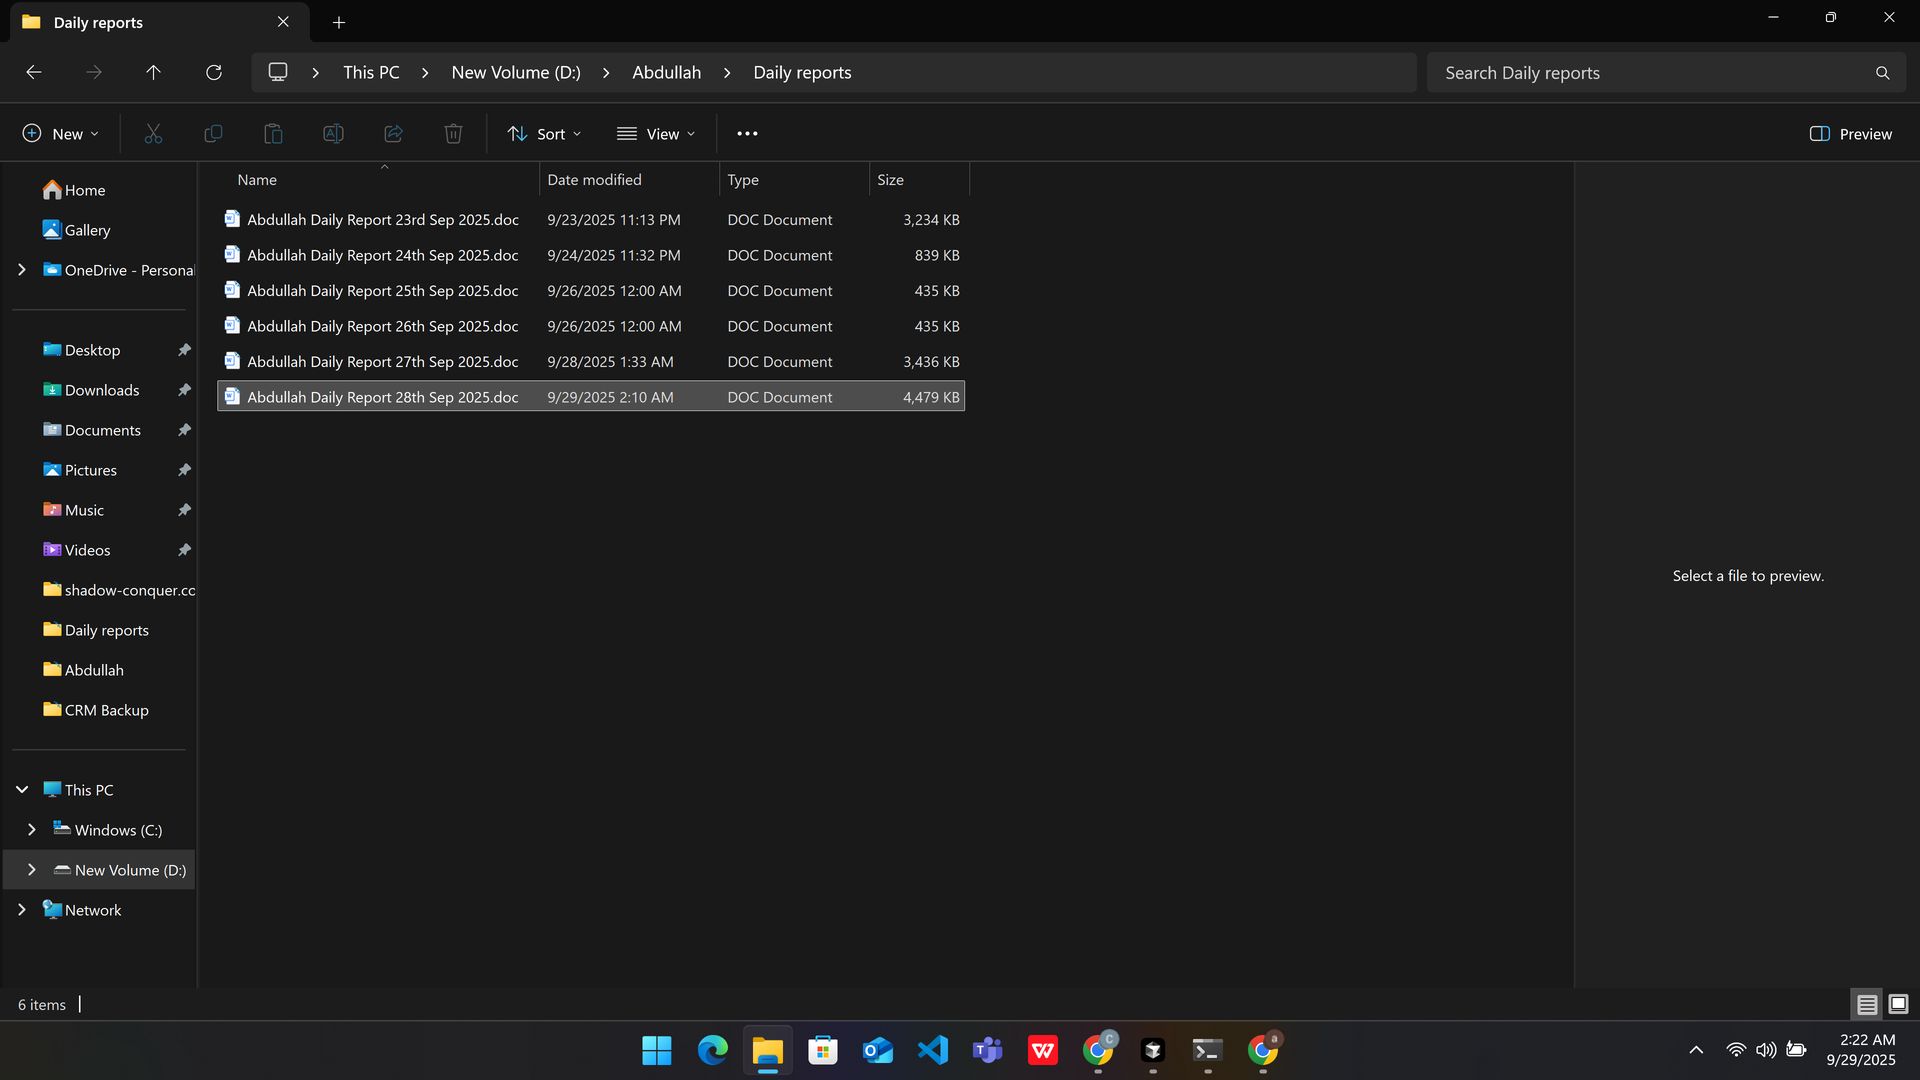 Daily reports
This PC
New Volume (D:)
Abdullah
Daily reports
Search Daily reports
New
Sort
View
Preview
Home
Gallery
OneDrive - Persona
Desktop
Downloads
Documents
Pictures
Music
Videos
shadow-conquer.co
Daily reports
Abdullah
CRM Backup
This PC
Windows (C:)
New Volume (D:)
Network
Name Date modified Type Size
Abdullah Daily Report 23rd Sep 2025.doc 9/23/2025 11:13 PM DOC Document 3,234 KB
Abdullah Daily Report 24th Sep 2025.doc 9/24/2025 11:32 PM DOC Document 839 KB
Abdullah Daily Report 25th Sep 2025.doc 9/26/2025 12:00 AM DOC Document 435 KB
Abdullah Daily Report 26th Sep 2025.doc 9/26/2025 12:00 AM DOC Document 435 KB
Abdullah Daily Report 27th Sep 2025.doc 9/28/2025 1:33 AM DOC Document 3,436 KB
Abdullah Daily Report 28th Sep 2025.doc 9/29/2025 2:10 AM DOC Document 4,479 KB
Select a file to preview.
6 items
2:22 AM
9/29/2025